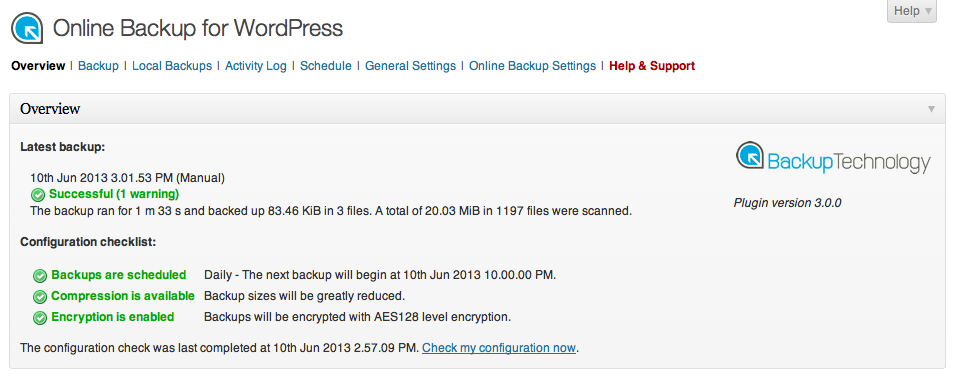 Help
Online Backup for WordPress
Overview | Backup | Local Backups | Activity Log | Schedule | General Settings | Online Backup Settings | Help & Support
Overview
Latest backup:
BackupTechnology
10th Jun 2013 3.01.53 PM (Manual)
Successful (1 warning)
Plugin version 3.0.0
The backup ran for 1 m 33 s and backed up 83.46 KiB in 3 files. A total of 20.03 MiB in 1197 files were scanned.
Configuration checklist:
Backups are scheduled Daily - The next backup will begin at 10th Jun 2013 10.00.00 PM.
Compression is available Backup sizes will be greatly reduced.
Encryption is enabled Backups will be encrypted with AES128 level encryption.
The configuration check was last completed at 10th Jun 2013 2.57.09 PM. Check my configuration now.